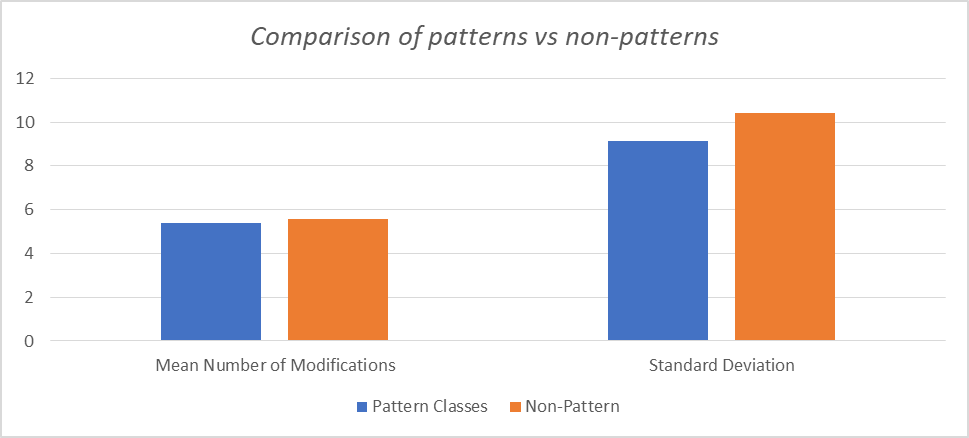 Comparison of patterns vs non-patterns
12
10
8
6
4
2
0
Mean Number of Modifications Standard Deviation
Pattern Classes Non-Pattern